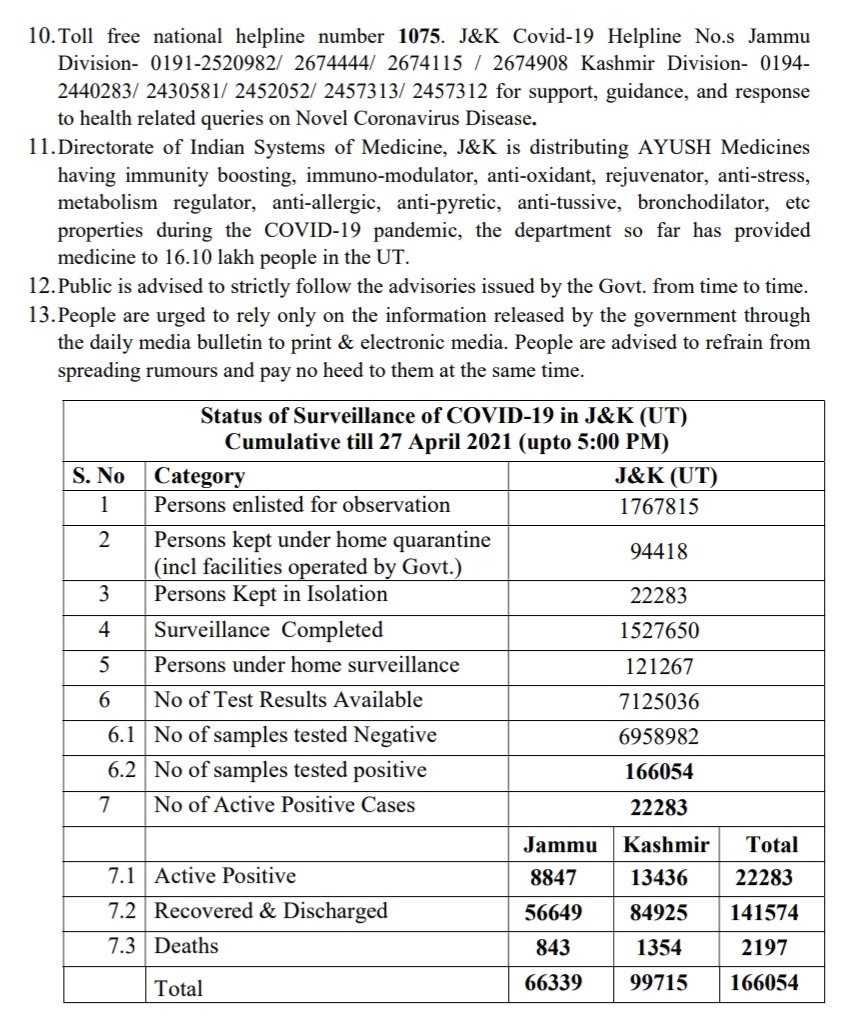 10.Toll free national helpline number 1075. J&K Covid-19 Helpline No.s Jammu
Division- 0191-2520982/ 2674444/ 2674115 / 2674908 Kashmir Division- 0194-
2440283/ 2430581/ 2452052/ 2457313/ 2457312 for support, guidance, and response
to health related queries on Novel Coronavirus Disease.
11.Directorate of Indian Systems of Medicine, J&K is distributing AYUSH Medicines
having immunity boosting, immuno-modulator, anti-oxidant, rejuvenator, anti-stress,
metabolism regulator, anti-allergic, anti-pyretic, anti-tussive, bronchodilator, etc
properties during the COVID-19 pandemic, the department so far has provided
medicine to 16.10 lakh people in the UT.
12.Public is advised to strictly follow the advisories issued by the Govt. from time to time.
13.People are urged to rely only on the information released by the government through
the daily media bulletin to print & electronic media. People are advised to refrain from
spreading rumours and pay no heed to them at the same time.
Status of Surveillance of COVID-19 in J&K (UT)
Cumulative till 27 April 2021 (upto 5:00 PM)
S. No Category J&K (UT)
1 Persons enlisted for observation 1767815
2 Persons kept under home quarantine
(incl facilities operated by Govt.) 94418
3 Persons Kept in Isolation 22283
4 Surveillance Completed 1527650
5 Persons under home surveillance 121267
6 No of Test Results Available 7125036
6.1 No of samples tested Negative 6958982
6.2 No of samples tested positive 166054
7 No of Active Positive Cases 22283
Jammu Kashmir Total
7.1 Active Positive 8847 13436 22283
7.2 Recovered & Discharged 56649 84925 141574
7.3 Deaths 843 1354 2197
Total 66339 99715 166054